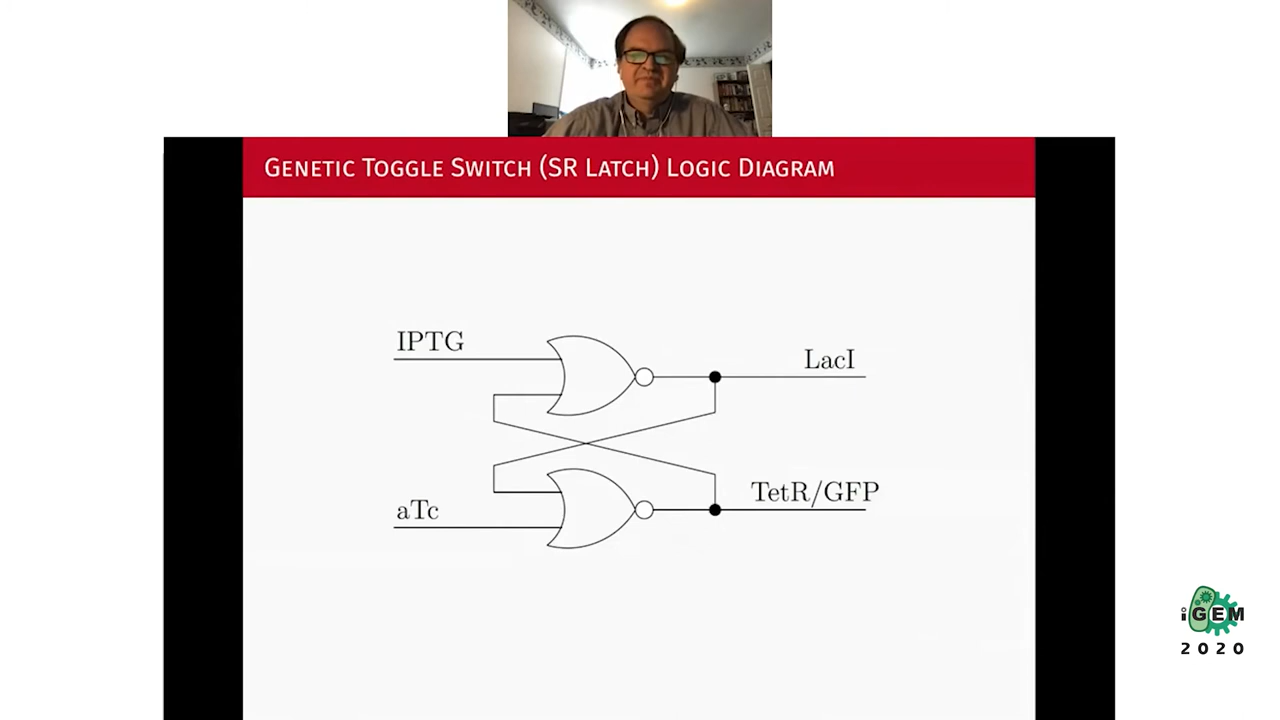 GENETIC TOGGLE SWITCH (SR LATCH) LOGIC DIAGRAM
IPTG
LacI
aTc
TetR/GFP
iGEM
2020